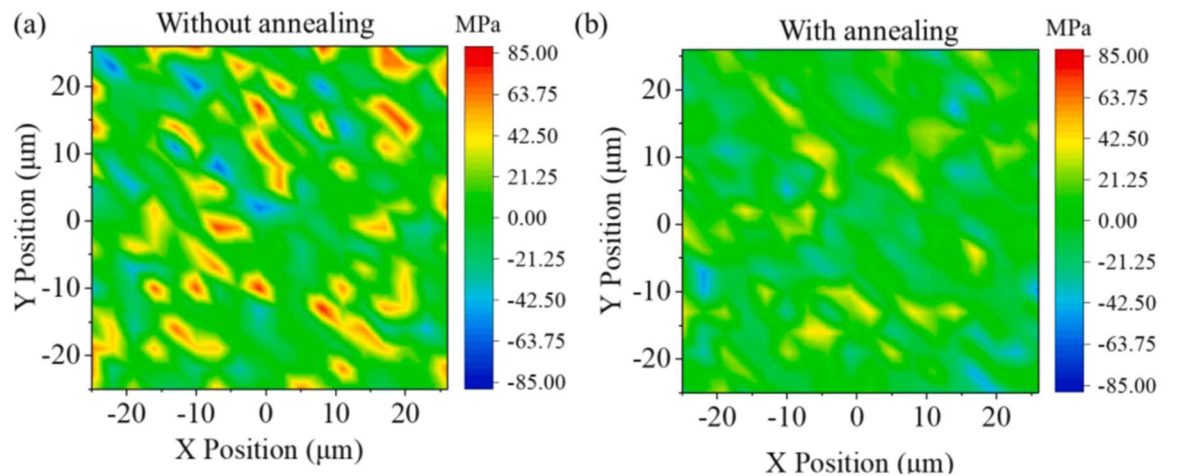 (a)
Without annealing
MPa
85.00
63.75
42.50
21.25
0.00
-21.25
-42.50
-63.75
-85.00
20
10
0
-10
-20
Y Position (μm)
-20 -10 0 10 20
X Position (μm)
(b)
With annealing
MPa
85.00
63.75
42.50
21.25
0.00
-21.25
-42.50
-63.75
-85.00
20
10
0
-10
-20
Y Position (μm)
-20 -10 0 10 20
X Position (μm)